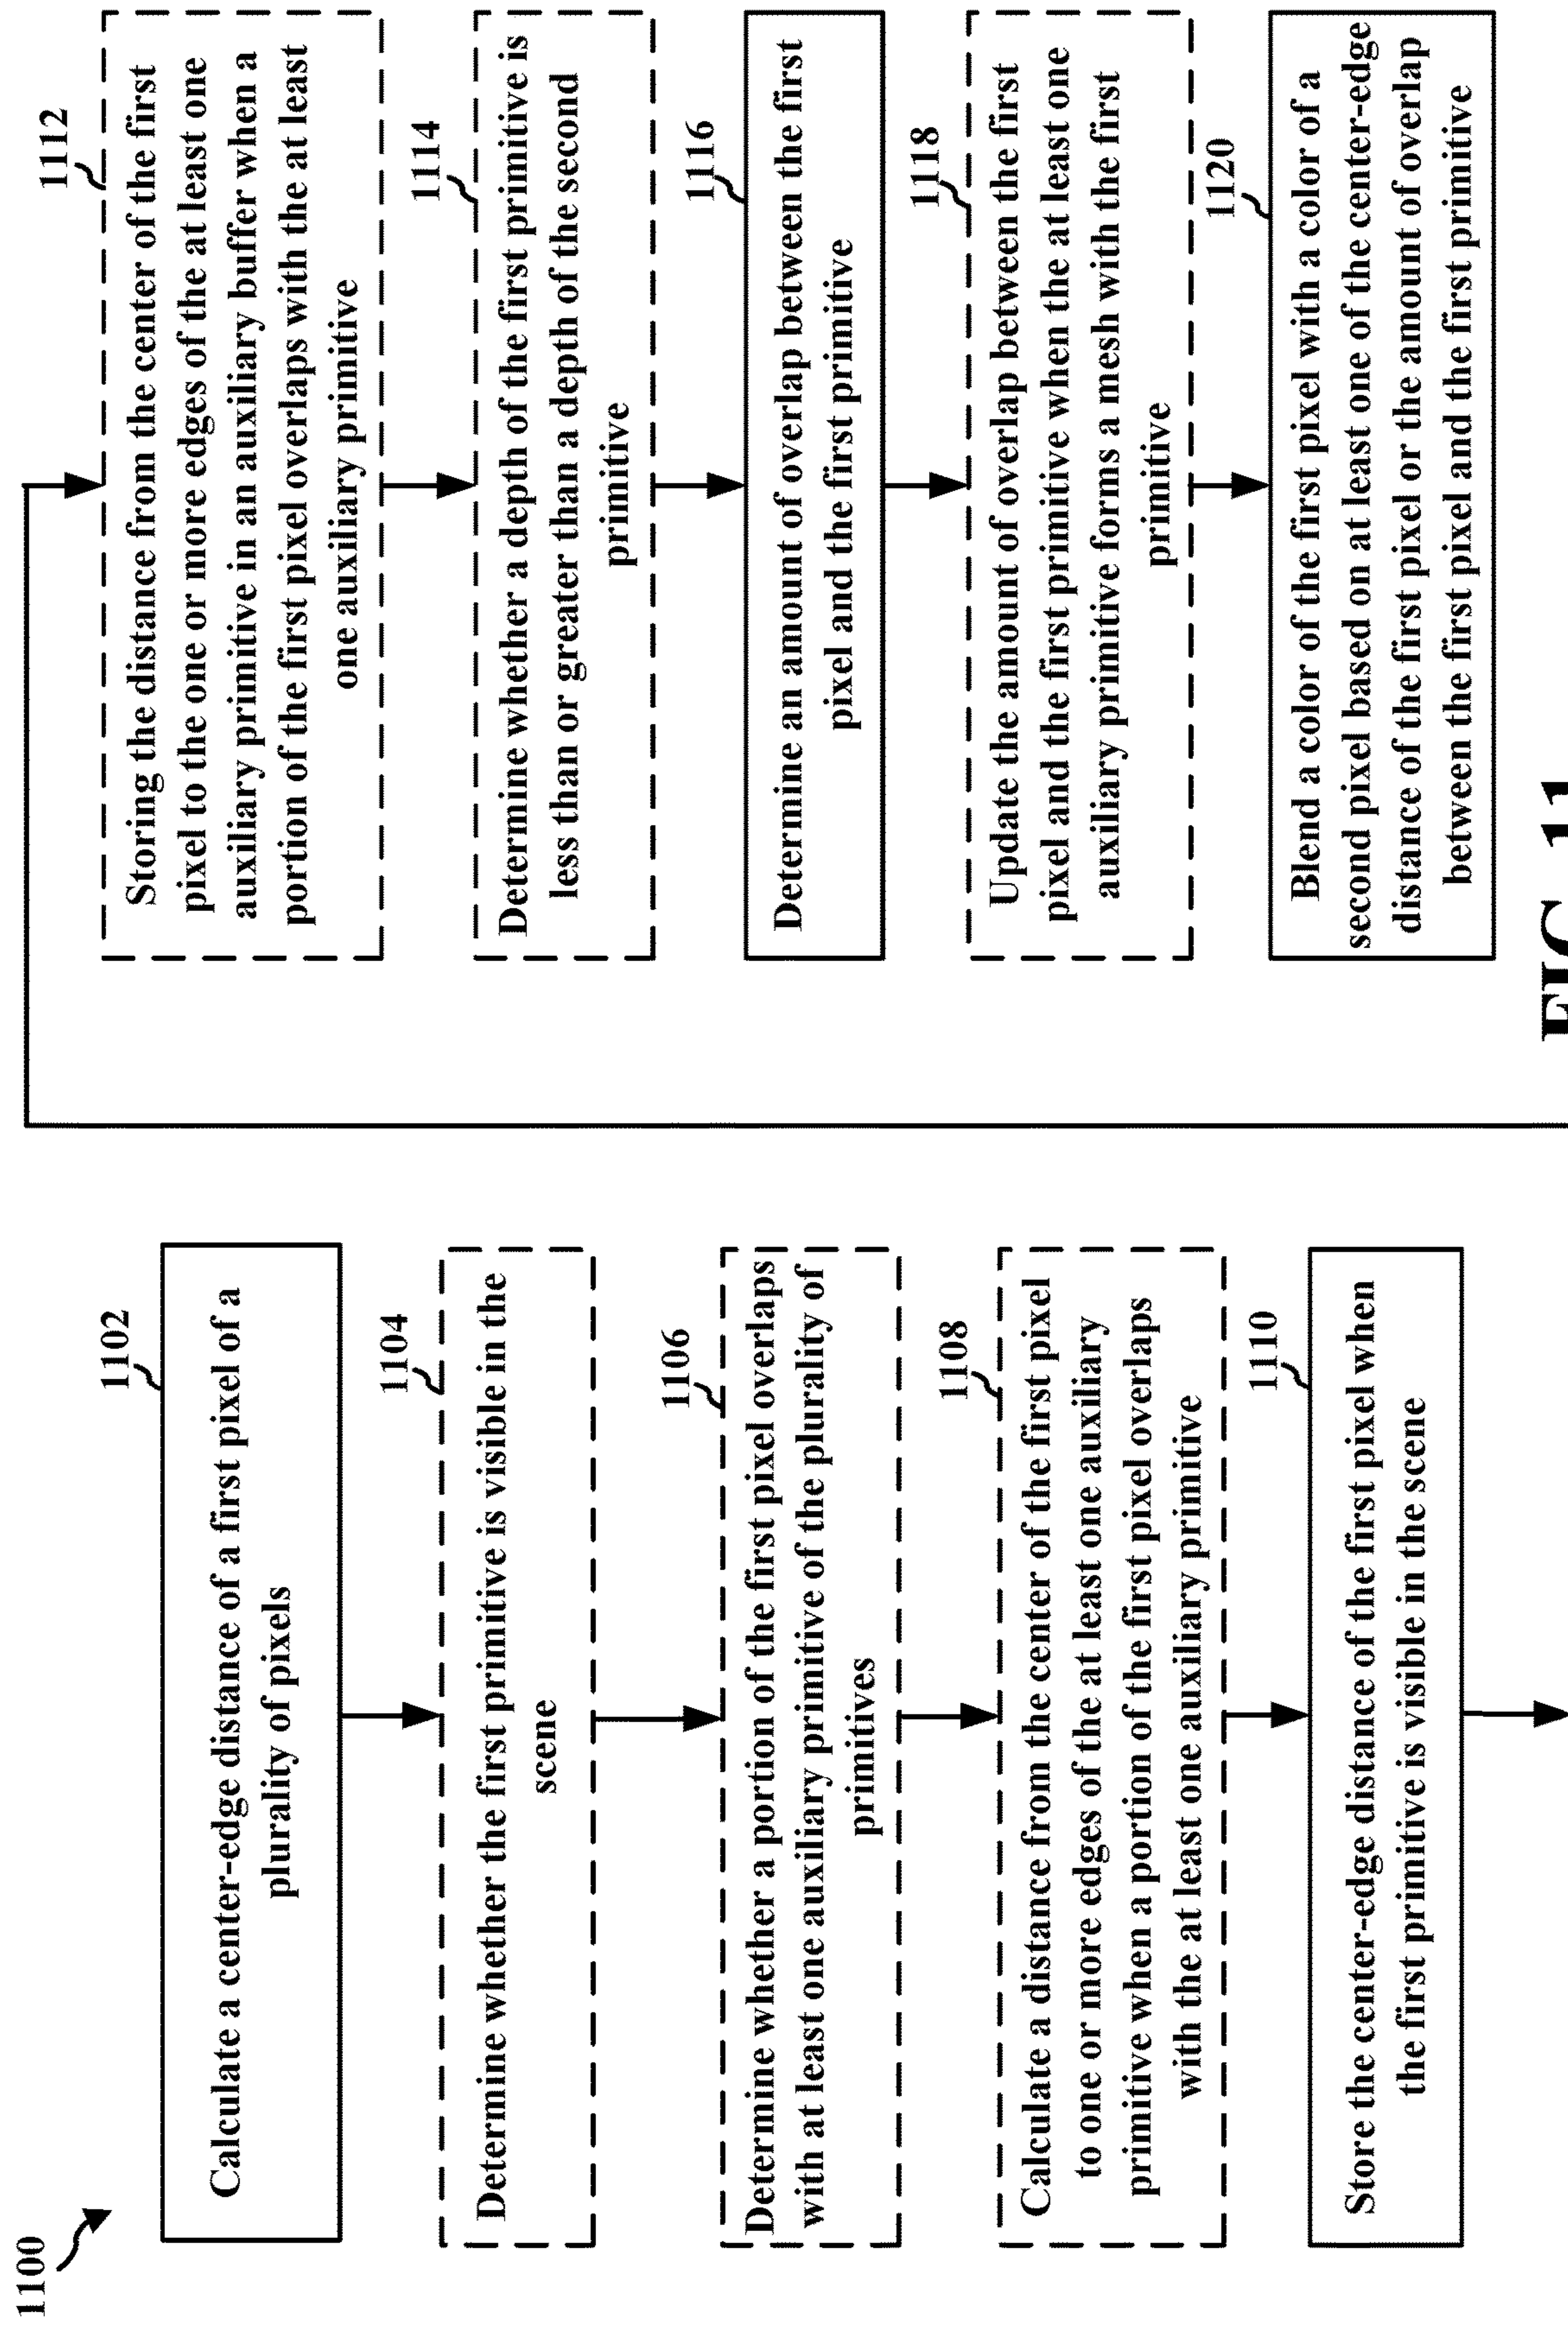 1100
1102
Calculate a center-edge distance of a first pixel of a
plurality of pixels
1104
Determine whether the first primitive is visible in the
scene
1106
Determine whether a portion of the first pixel overlaps
with at least one auxiliary primitive of the plurality of
primitives
1108
Calculate a distance from the center of the first pixel
to one or more edges of the at least one auxiliary
primitive when a portion of the first pixel overlaps
with the at least one auxiliary primitive
1110
Store the center-edge distance of the first pixel when
the first primitive is visible in the scene
1112
Storing the distance from the center of the first
pixel to the one or more edges of the at least one
auxiliary primitive in an auxiliary buffer when a
portion of the first pixel overlaps with the at least
one auxiliary primitive
1114
Determine whether a depth of the first primitive is
less than or greater than a depth of the second
primitive
1116
Determine an amount of overlap between the first
pixel and the first primitive
1118
Update the amount of overlap between the first
pixel and the first primitive when the at least one
auxiliary primitive forms a mesh with the first
primitive
1120
Blend a color of the first pixel with a color of a
second pixel based on at least one of the center-edge
distance of the first pixel or the amount of overlap
between the first pixel and the first primitive
FIG. 11